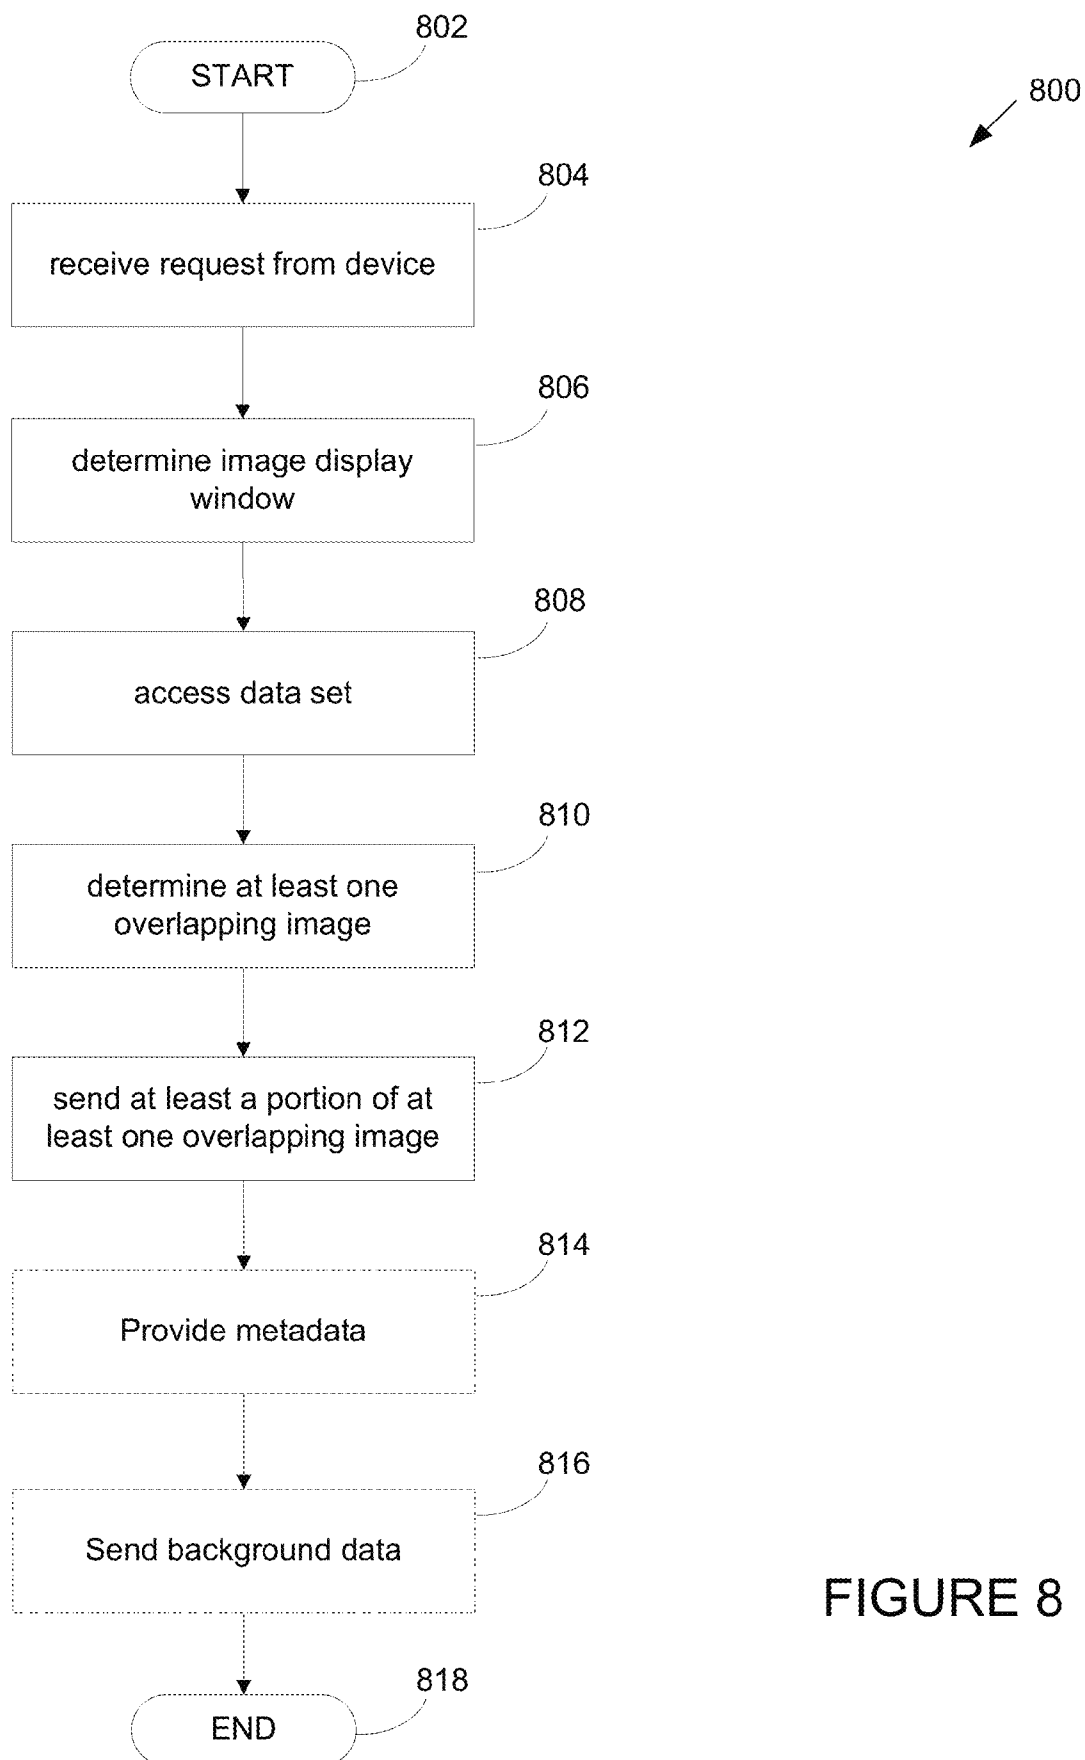 802
START
800
804
receive request from device
806
determine image display
window
808
access data set
810
determine at least one
overlapping image
812
send at least a portion of at
least one overlapping image
814
Provide metadata
816
Send background data
FIGURE 8
818
END